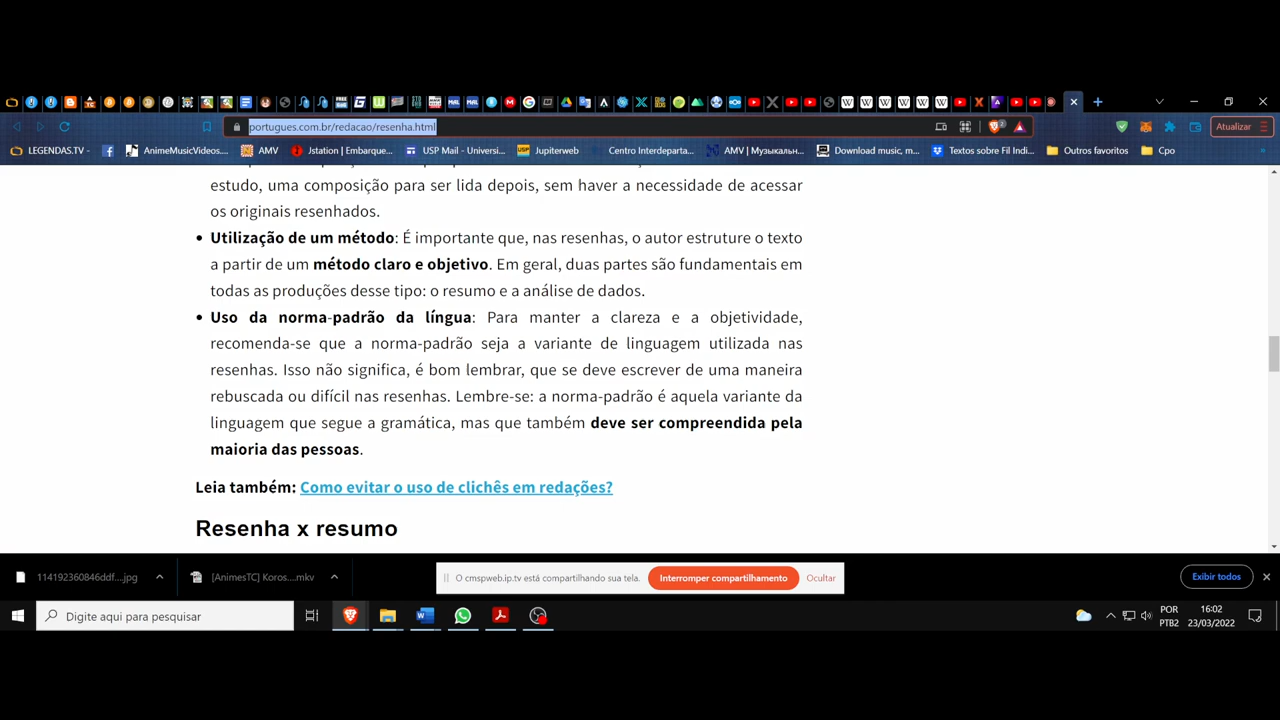 portugues.com.br/redacao/resenha.html
Atualizar
LEGENDAS.TV -
AnimeMusicVideos...
AMV
Jstation | Embarque...
USP Mail - Universi...
Jupiterweb
Centro Interdeparta...
AMV | Музыкальн...
Download music, m...
Textos sobre Fil Indi...
Outros favoritos
Cpo
estudo, uma composição para ser lida depois, sem haver a necessidade de acessar
os originais resenhados.
• Utilização de um método: É importante que, nas resenhas, o autor estruture o texto
a partir de um método claro e objetivo. Em geral, duas partes são fundamentais em
todas as produções desse tipo: o resumo e a análise de dados.
• Uso da norma-padrão da língua: Para manter a clareza e a objetividade,
recomenda-se que a norma-padrão seja a variante de linguagem utilizada nas
resenhas. Isso não significa, é bom lembrar, que se deve escrever de uma maneira
rebuscada ou difícil nas resenhas. Lembre-se: a norma-padrão é aquela variante da
linguagem que segue a gramática, mas que também deve ser compreendida pela
maioria das pessoas.
Leia também: Como evitar o uso de clichês em redações?
Resenha x resumo
114192360846ddf....jpg
[AnimesTC] Koros....mkv
O cmspweb.ip.tv está compartilhando sua tela.
Interromper compartilhamento
Ocultar
Exibir todos
Digite aqui para pesquisar
POR
PTB2
16:02
23/03/2022